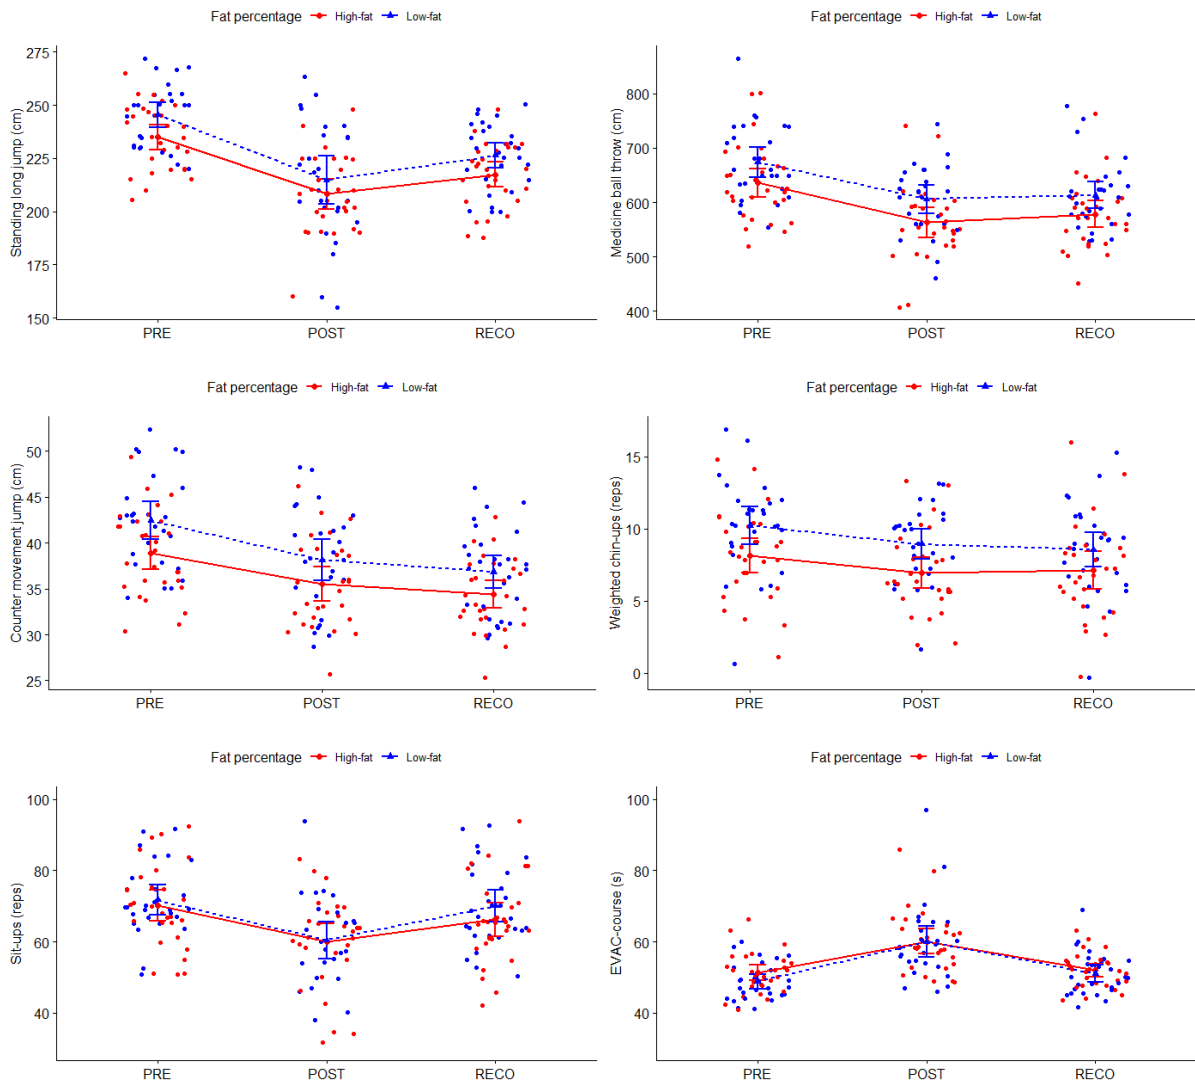 Fat percentage High-fat Low-fat
Standing long jump (cm)
275
250
225
200
175
150
PRE POST RECO
Fat percentage High-fat Low-fat
Medicine ball throw (cm)
800
700
600
500
400
PRE POST RECO
Fat percentage High-fat Low-fat
Counter movement jump (cm)
50
45
40
35
30
25
PRE POST RECO
Fat percentage High-fat Low-fat
Weighted chin-ups (reps)
15
10
5
0
PRE POST RECO
Fat percentage High-fat Low-fat
Sit-ups (reps)
100
80
60
40
PRE POST RECO
Fat percentage High-fat Low-fat
EVAC-course (s)
100
80
60
40
PRE POST RECO